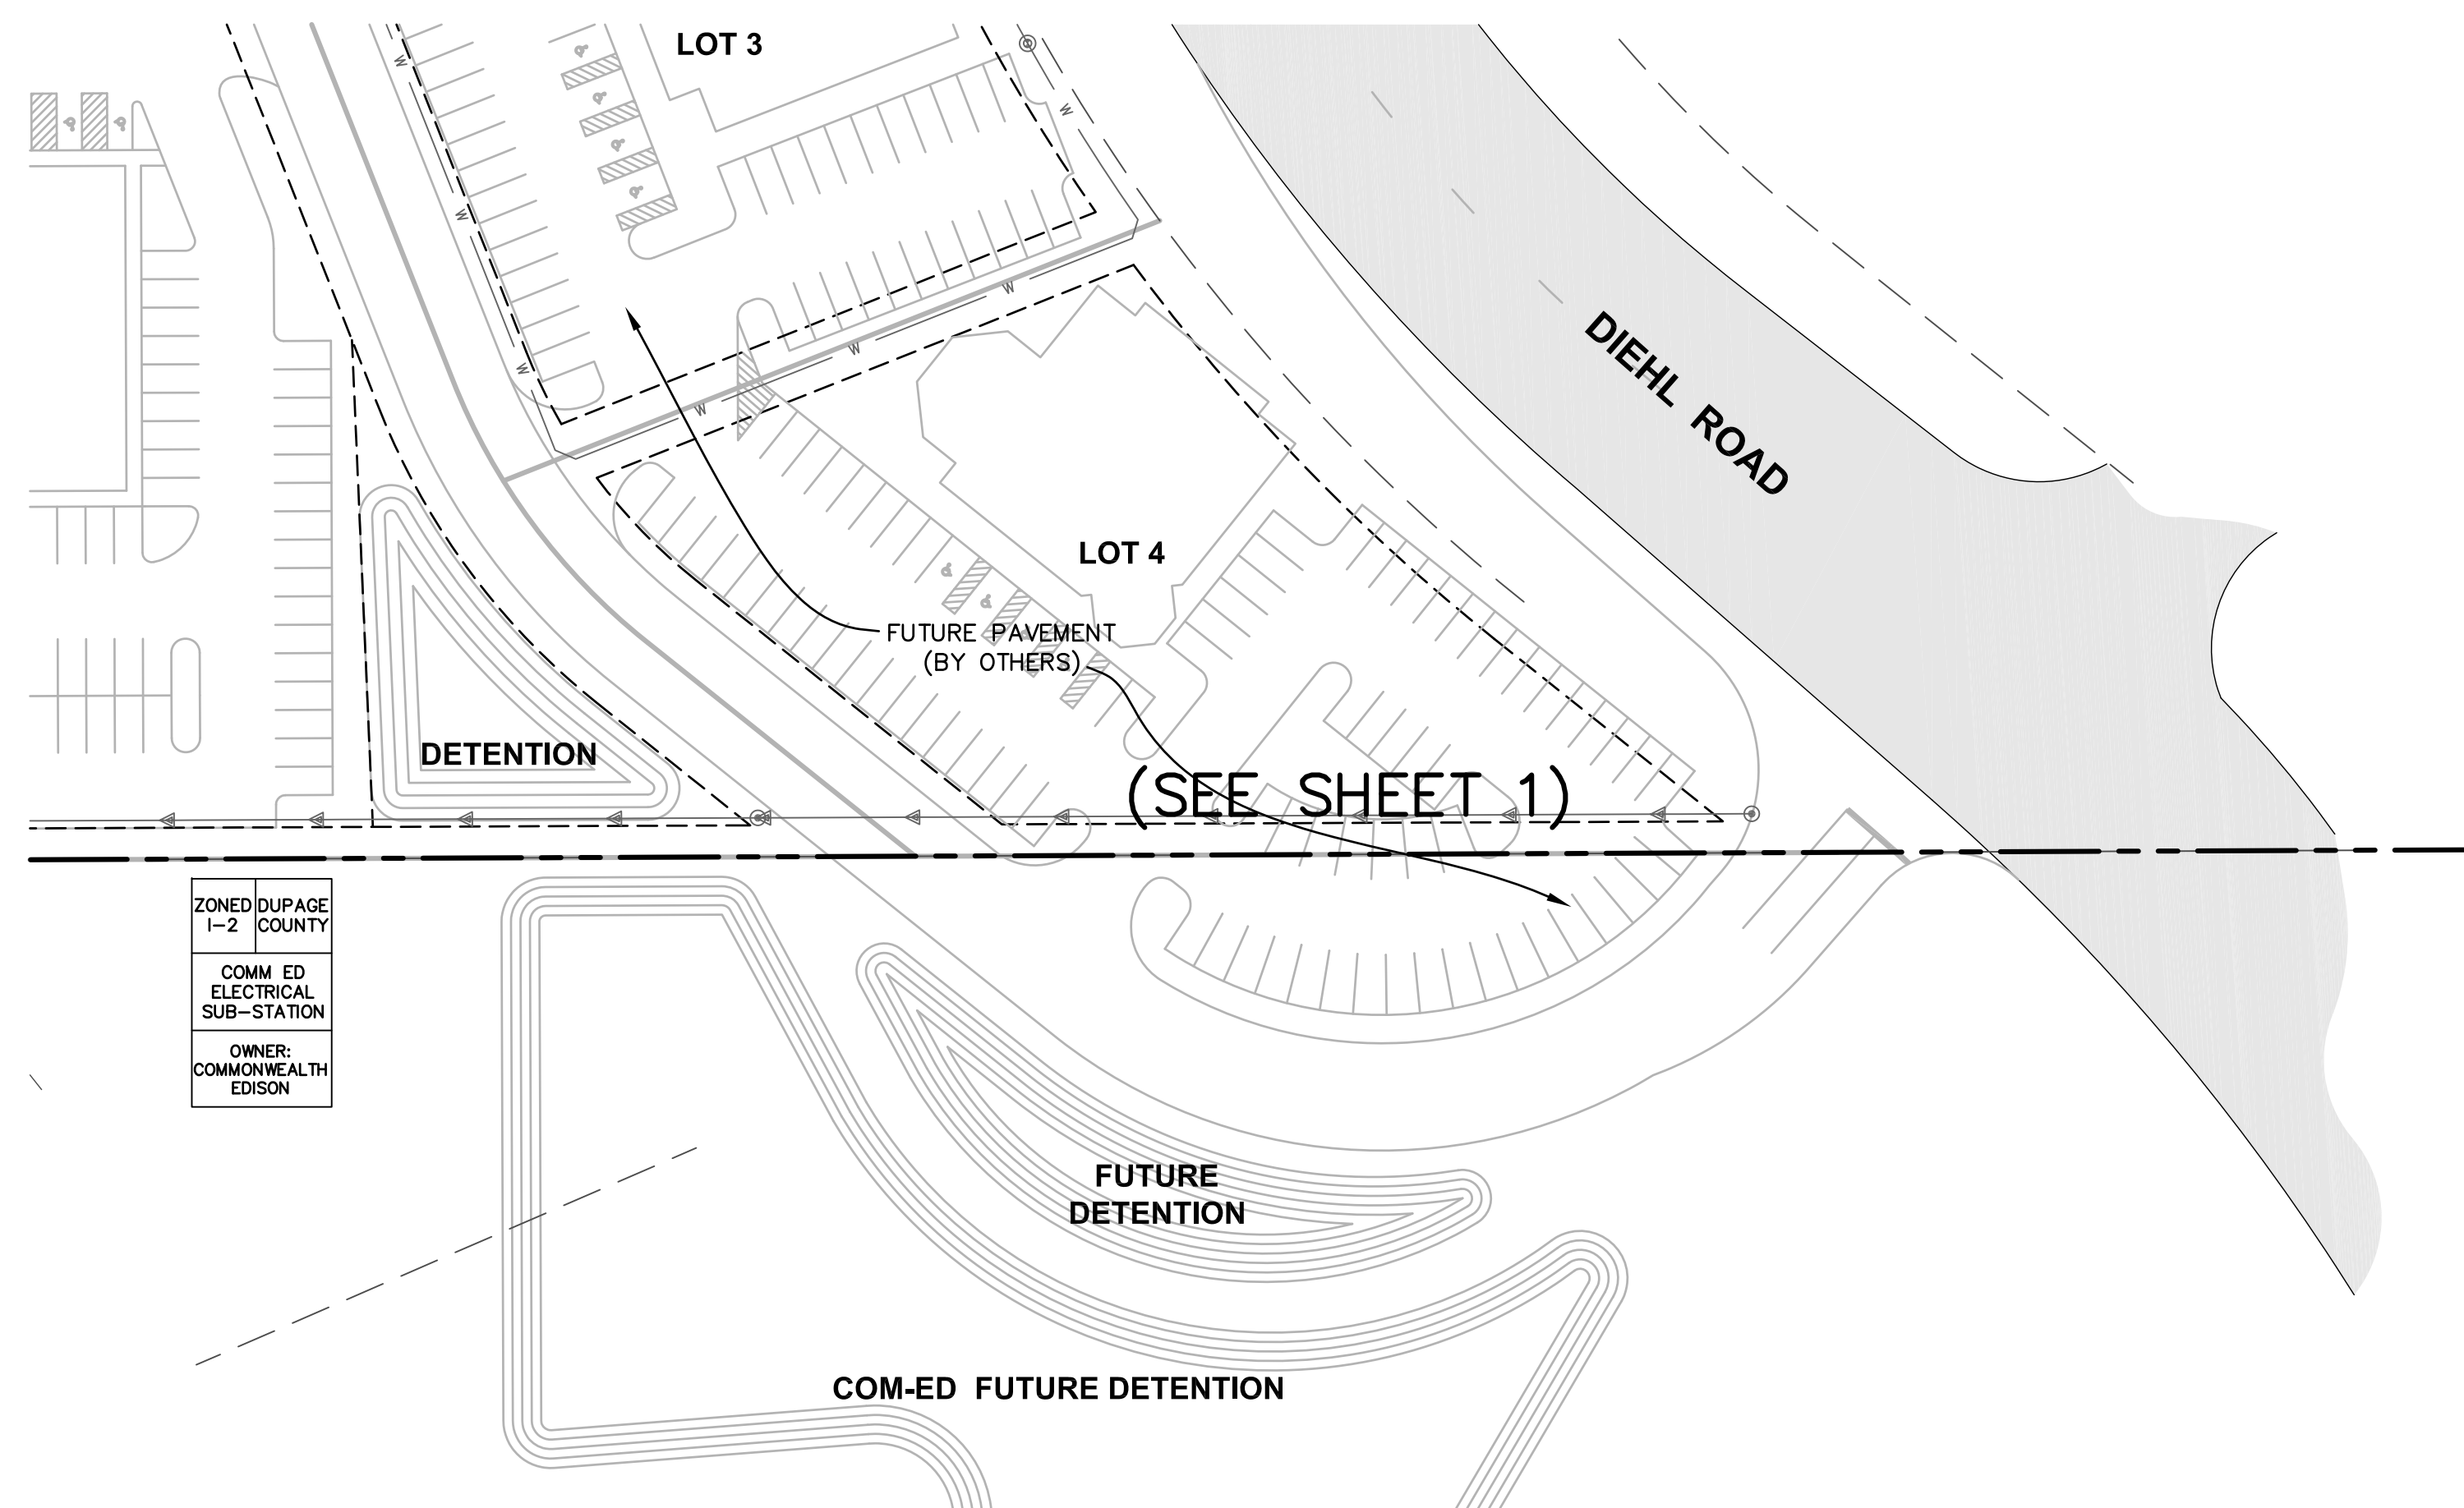 LOT 3
W
W
W
W
W
W
W
W
DIEHL ROAD
LOT 4
FUTURE PAVEMENT
(BY OTHERS)
DETENTION
(SEE SHEET 1)
ZONED
I-2
DUPAGE
COUNTY
COMM ED
ELECTRICAL
SUB-STATION
OWNER:
COMMONWEALTH
EDISON
FUTURE
DETENTION
COM-ED FUTURE DETENTION